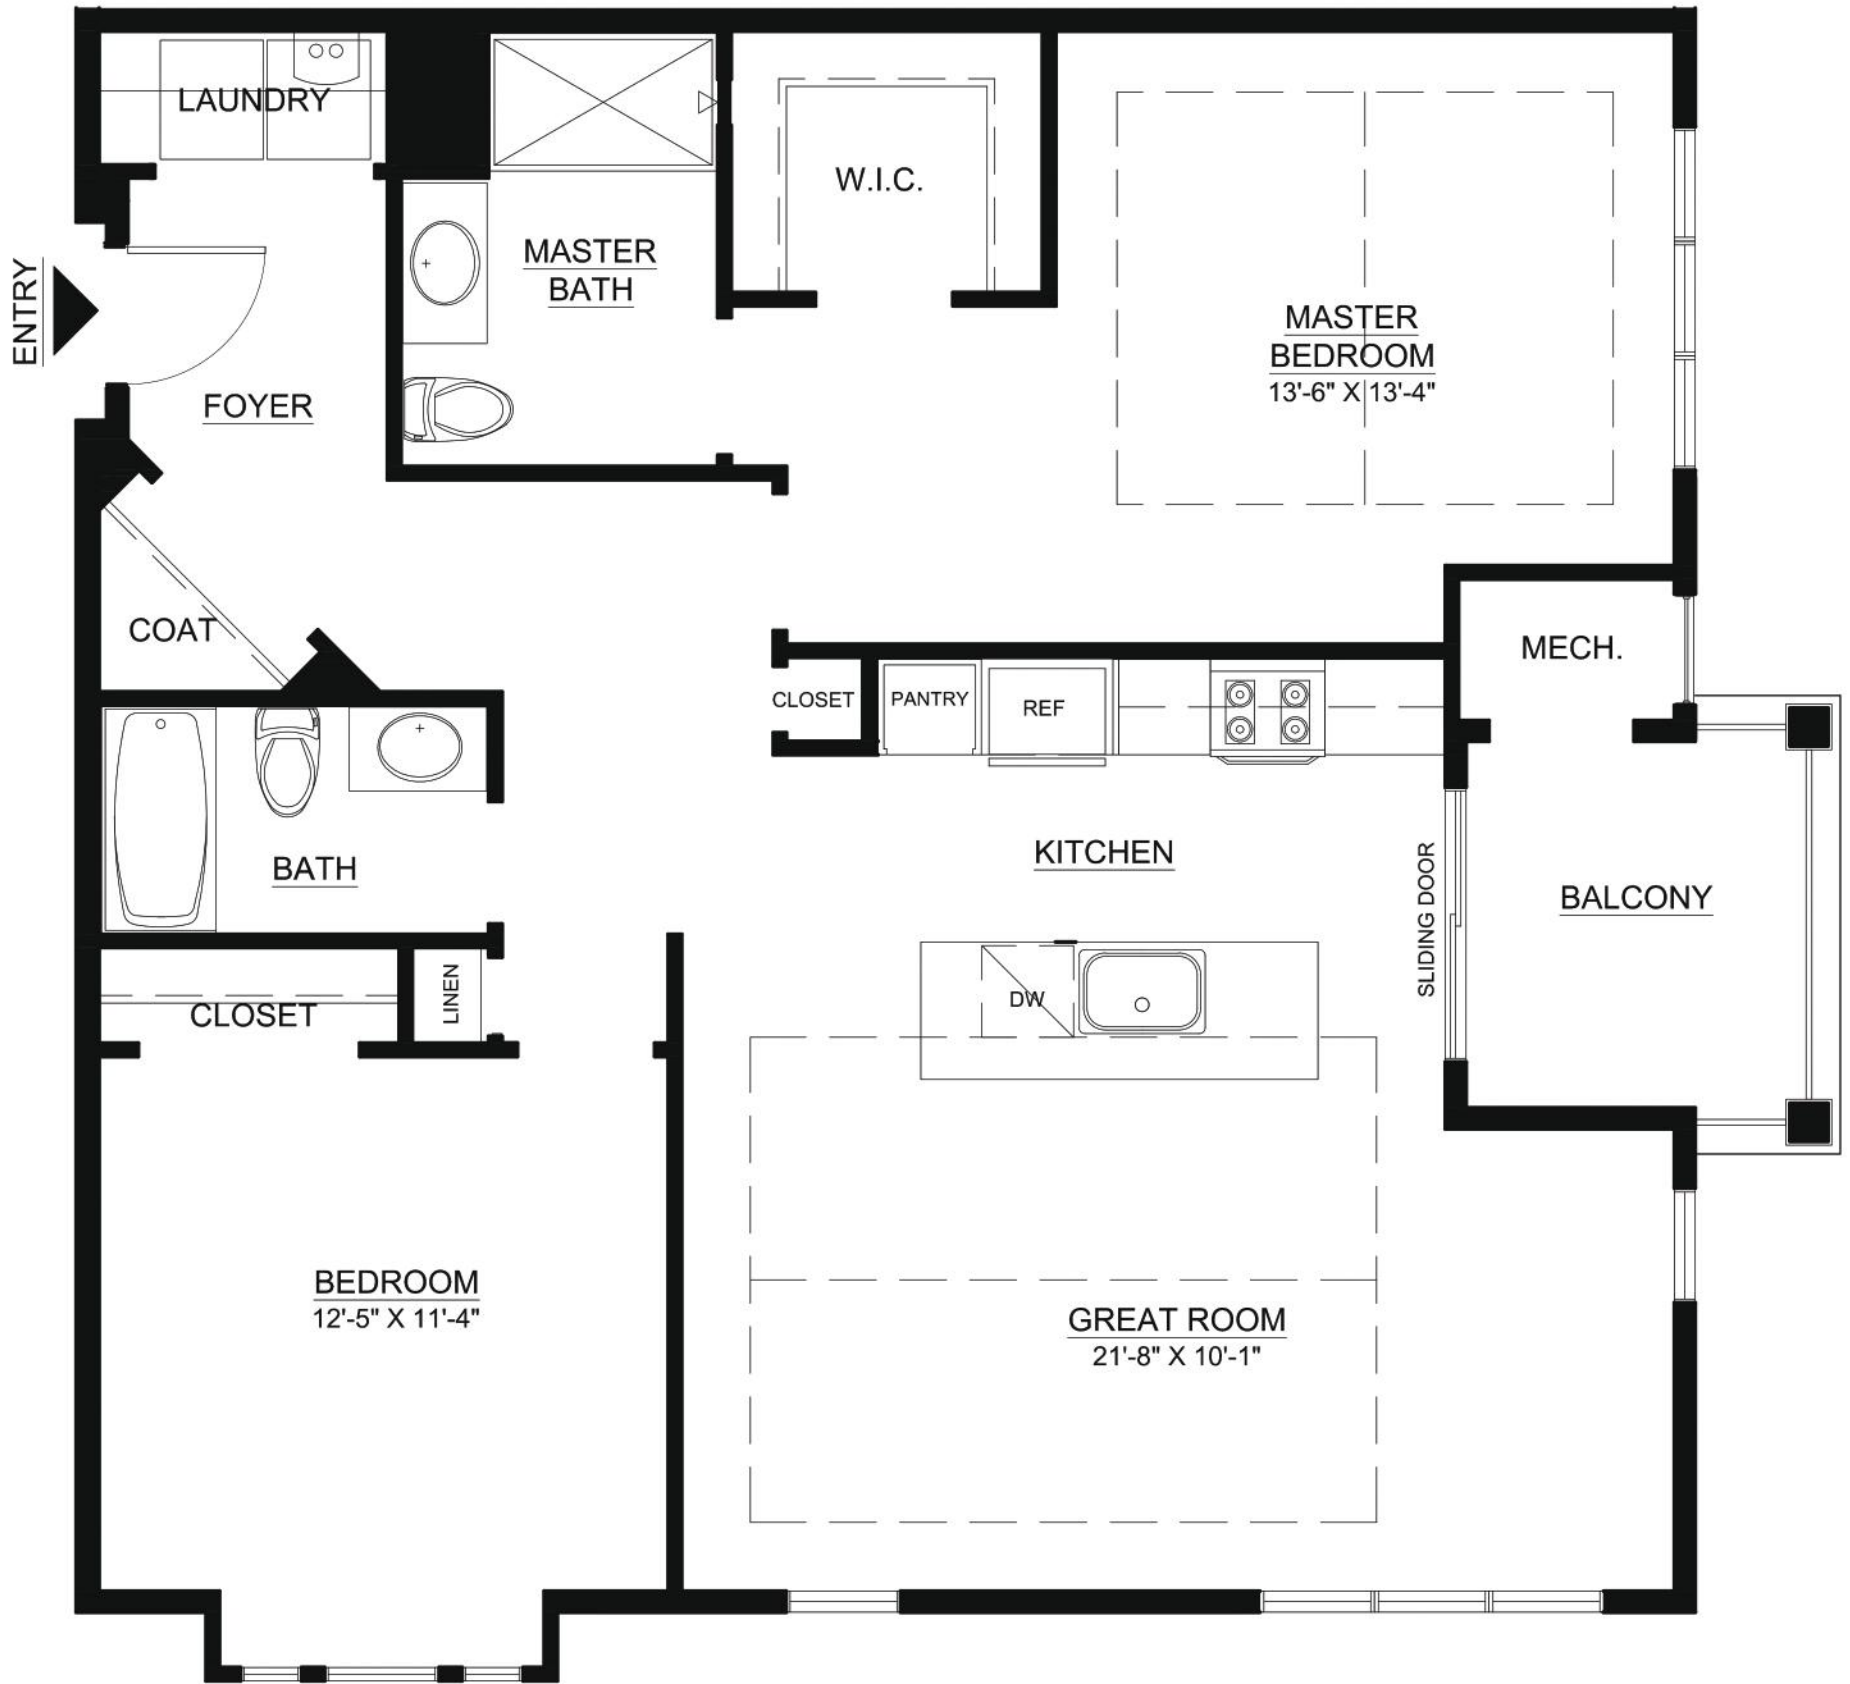 LAUNDRY
W.I.C.
MASTER
BATH
ENTRY
MASTER
BEDROOM
13'-6" X 13'-4"
FOYER
COAT
MECH.
CLOSET
PANTRY
REF
KITCHEN
BATH
SLIDING DOOR
BALCONY
LINEN
DW
CLOSET
BEDROOM
12'-5" X 11'-4"
GREAT ROOM
21'-8" X 10'-1"